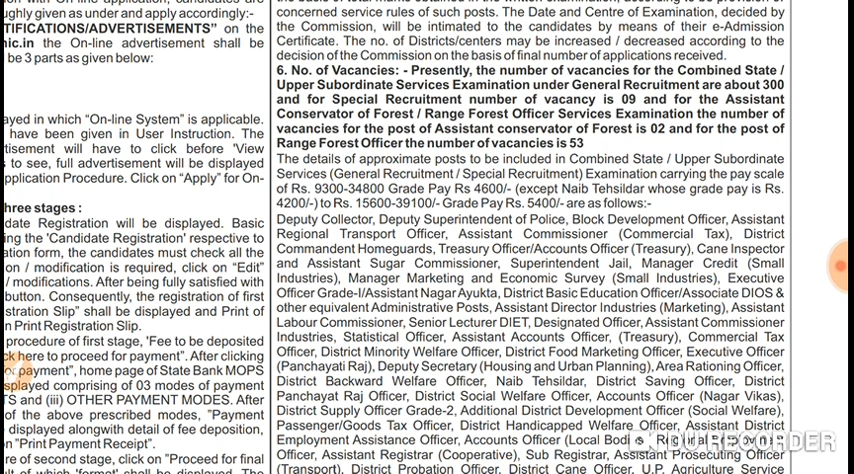 ughly given as under and apply accordingly:-
TIFICATIONS/ADVERTISEMENTS" on the
nic.in the On-line advertisement shall be
be 3 parts as given below:
ayed in which "On-line System" is applicable.
have been given in User Instruction. The
tisement will have to click before 'View
s to see, full advertisement will be displayed
pplication Procedure. Click on "Apply" for On-
hree stages :
date Registration will be displayed. Basic
ing the 'Candidate Registration' respective to
ation form, the candidates must check all the
on / modification is required, click on "Edit"
/ modifications. After being fully satisfied with
button. Consequently, the registration of first
stration Slip" shall be displayed and Print of
n Print Registration Slip.
procedure of first stage, 'Fee to be deposited
ck here to proceed for payment". After clicking
payment", home page of State Bank MOPS
splayed comprising of 03 modes of payment
TS and (iii) OTHER PAYMENT MODES. After
of the above prescribed modes, "Payment
displayed alongwith detail of fee deposition,
n "Print Payment Receipt".
re of second stage, click on "Proceed for final
concerned service rules of such posts. The Date and Centre of Examination, decided by
the Commission, will be intimated to the candidates by means of their e-Admission
Certificate. The no. of Districts/centers may be increased / decreased according to the
decision of the Commission on the basis of final number of applications received.
6. No. of Vacancies: - Presently, the number of vacancies for the Combined State /
Upper Subordinate Services Examination under General Recruitment are about 300
and for Special Recruitment number of vacancy is 09 and for the Assistant
Conservator of Forest / Range Forest Officer Services Examination the number of
vacancies for the post of Assistant conservator of Forest is 02 and for the post of
Range Forest Officer the number of vacancies is 53
The details of approximate posts to be included in Combined State / Upper Subordinate
Services (General Recruitment / Special Recruitment) Examination carrying the pay scale
of Rs. 9300-34800 Grade Pay Rs 4600/- (except Naib Tehsildar whose grade pay is Rs.
4200/-) to Rs. 15600-39100/- Grade Pay Rs. 5400/- are as follows:-
Deputy Collector, Deputy Superintendent of Police, Block Development Officer, Assistant
Regional Transport Officer, Assistant Commissioner (Commercial Tax), District
Commandent Homeguards, Treasury Officer/Accounts Officer (Treasury), Cane Inspector
and Assistant Sugar Commissioner, Superintendent Jail, Manager Credit (Small
Industries), Manager Marketing and Economic Survey (Small Industries), Executive
Officer Grade-I/Assistant Nagar Ayukta, District Basic Education Officer/Associate DIOS &
other equivalent Administrative Posts, Assistant Director Industries (Marketing), Assistant
Labour Commissioner, Senior Lecturer DIET, Designated Officer, Assistant Commissioner
Industries, Statistical Officer, Assistant Accounts Officer, (Treasury), Commercial Tax
Officer, District Minority Welfare Officer, District Food Marketing Officer, Executive Officer
(Panchayati Raj), Deputy Secretary (Housing and Urban Planning), Area Rationing Officer,
District Backward Welfare Officer, Naib Tehsildar, District Saving Officer, District
Panchayat Raj Officer, District Social Welfare Officer, Accounts Officer (Nagar Vikas),
District Supply Officer Grade-2, Additional District Development Officer (Social Welfare),
Passenger/Goods Tax Officer, District Handicapped Welfare Officer, Assistant
Employment Assistance Officer, Accounts Officer (Local Bod
Officer, Assistant Registrar (Cooperative), Sub Registrar, Assistant Prosecuting Officer
(Transport), District Probation Officer, District Cane Officer, U.P. Agriculture Service
DU RECORDER